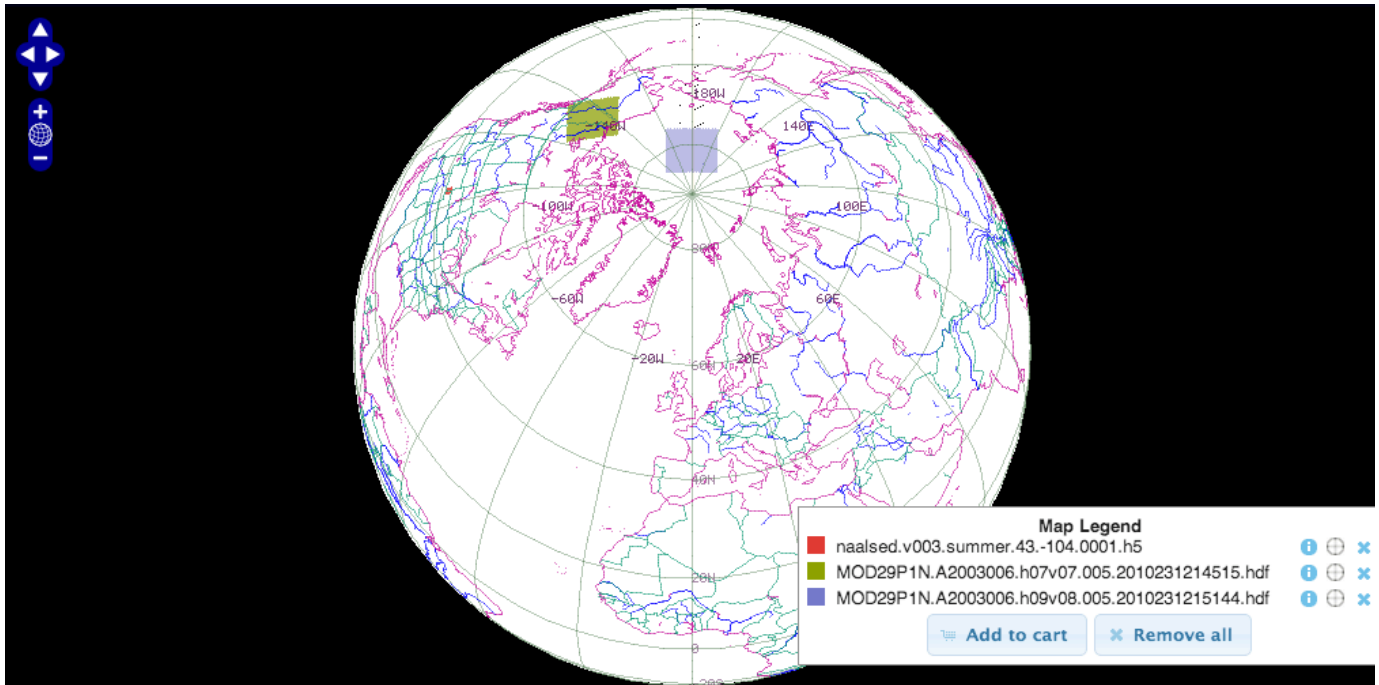 -180W
-140W
140E
-100W
100E
80N
-60W
60E
-20W
20E
60N
40N
20N
0
-20S
Map Legend
naalsed.v003.summer.43.-104.0001.h5
MOD29P1N.A2003006.h07v07.005.2010231214515.hdf
MOD29P1N.A2003006.h09v08.005.2010231215144.hdf
Add to cart
Remove all